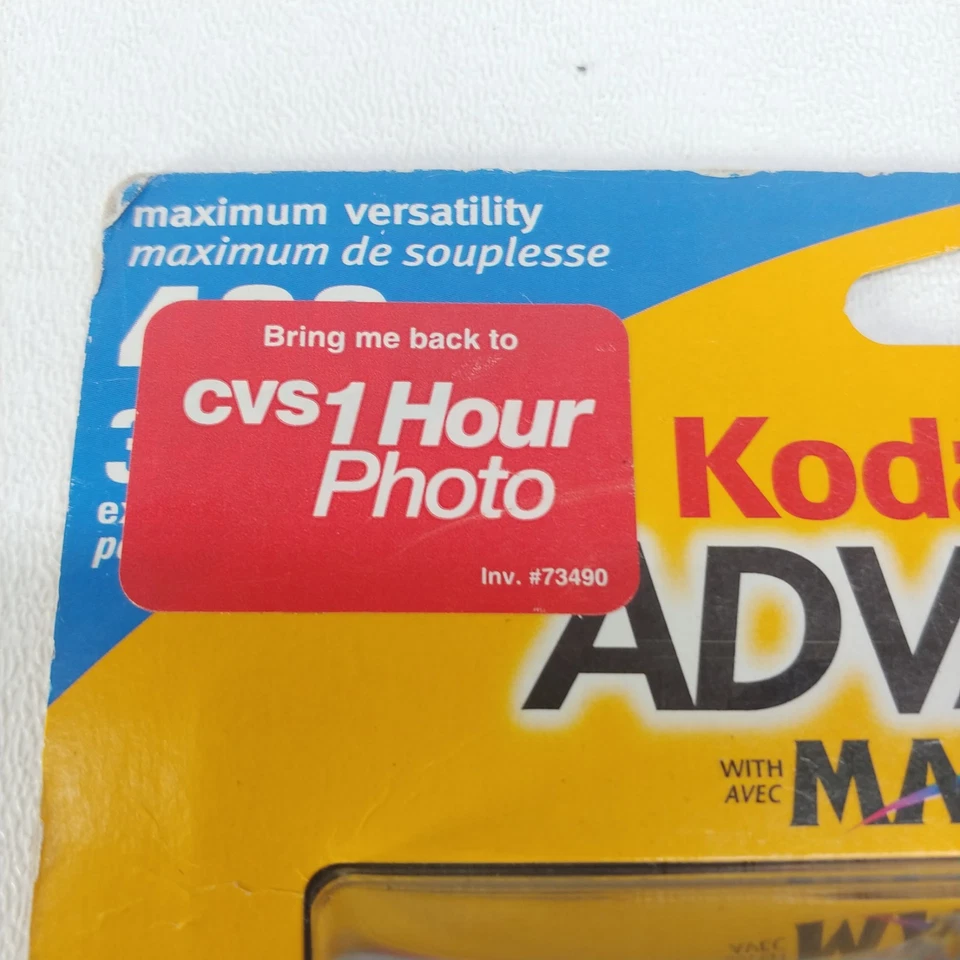 maximum versatility
maximum de souplesse
Bring me back to
CVS 1 Hour
Photo
Inv. #73490
Koda
ADVA
WITH
AVEC
MA